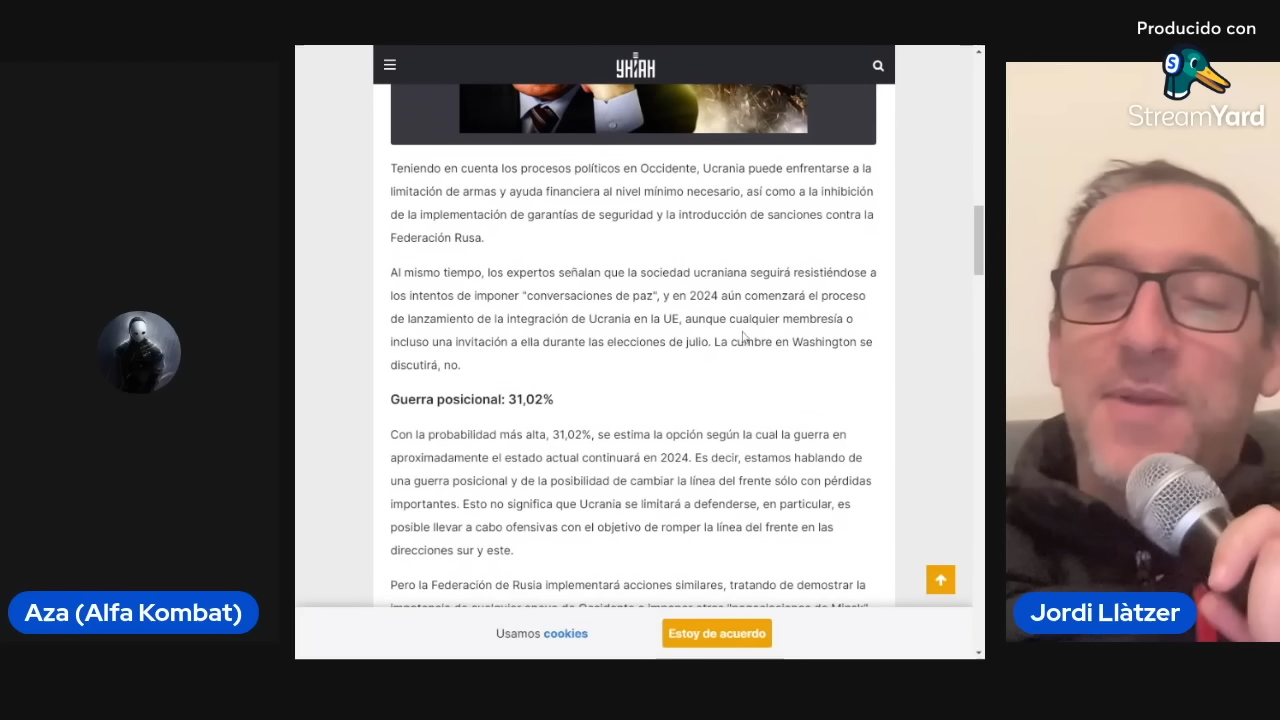 Producido con
StreamYard
УНІАН
Teniendo en cuenta los procesos políticos en Occidente, Ucrania puede enfrentarse a la
limitación de armas y ayuda financiera al nivel mínimo necesario, así como a la inhibición
de la implementación de garantías de seguridad y la introducción de sanciones contra la
Federación Rusa.
Al mismo tiempo, los expertos señalan que la sociedad ucraniana seguirá resistiéndose a
los intentos de imponer "conversaciones de paz", y en 2024 aún comenzará el proceso
de lanzamiento de la integración de Ucrania en la UE, aunque cualquier membresía o
incluso una invitación a ella durante las elecciones de julio. La cumbre en Washington se
discutirá, no.
Guerra posicional: 31,02%
Con la probabilidad más alta, 31,02%, se estima la opción según la cual la guerra en
aproximadamente el estado actual continuará en 2024. Es decir, estamos hablando de
una guerra posicional y de la posibilidad de cambiar la línea del frente sólo con pérdidas
importantes. Esto no significa que Ucrania se limitará a defenderse, en particular, es
posible llevar a cabo ofensivas con el objetivo de romper la línea del frente en las
direcciones sur y este.
Pero la Federación de Rusia implementará acciones similares, tratando de demostrar la
Usamos cookies
Estoy de acuerdo
Aza (Alfa Kombat)
Jordi Llàtzer